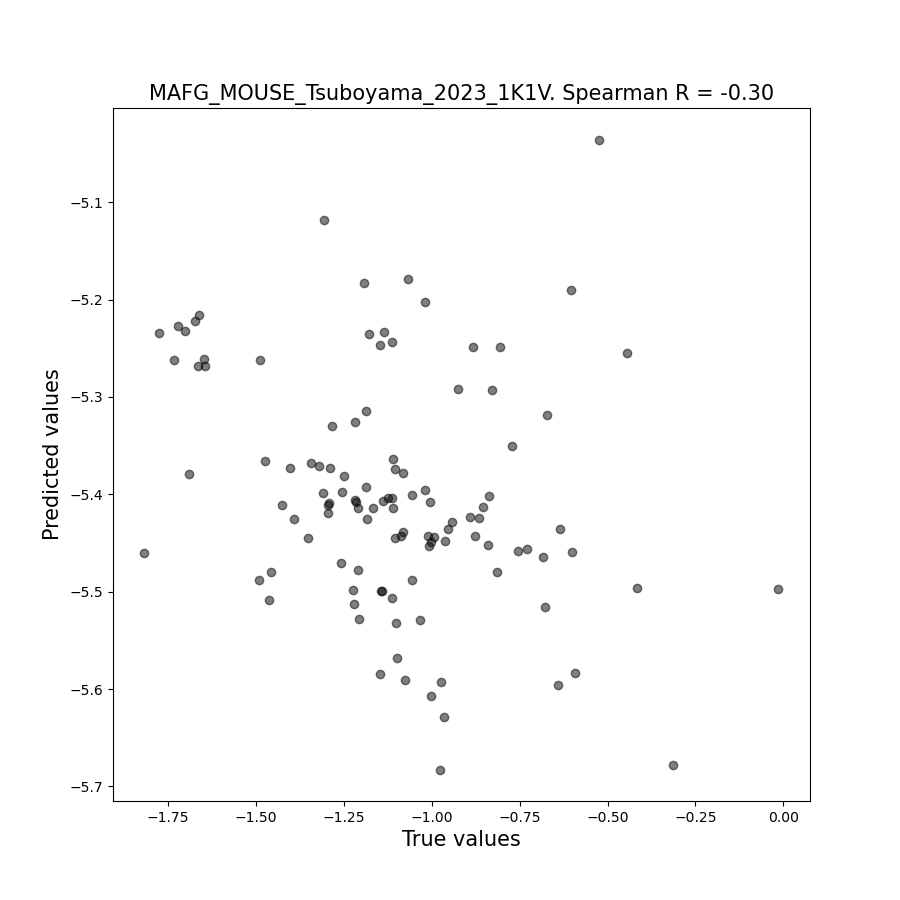 MAFG_MOUSE_Tsuboyama_2023_1K1V. Spearman R = -0.30
Predicted values
−5.1
−5.2
−5.3
−5.4
−5.5
−5.6
−5.7
−1.75 −1.50 −1.25 −1.00 −0.75 −0.50 −0.25 0.00
True values